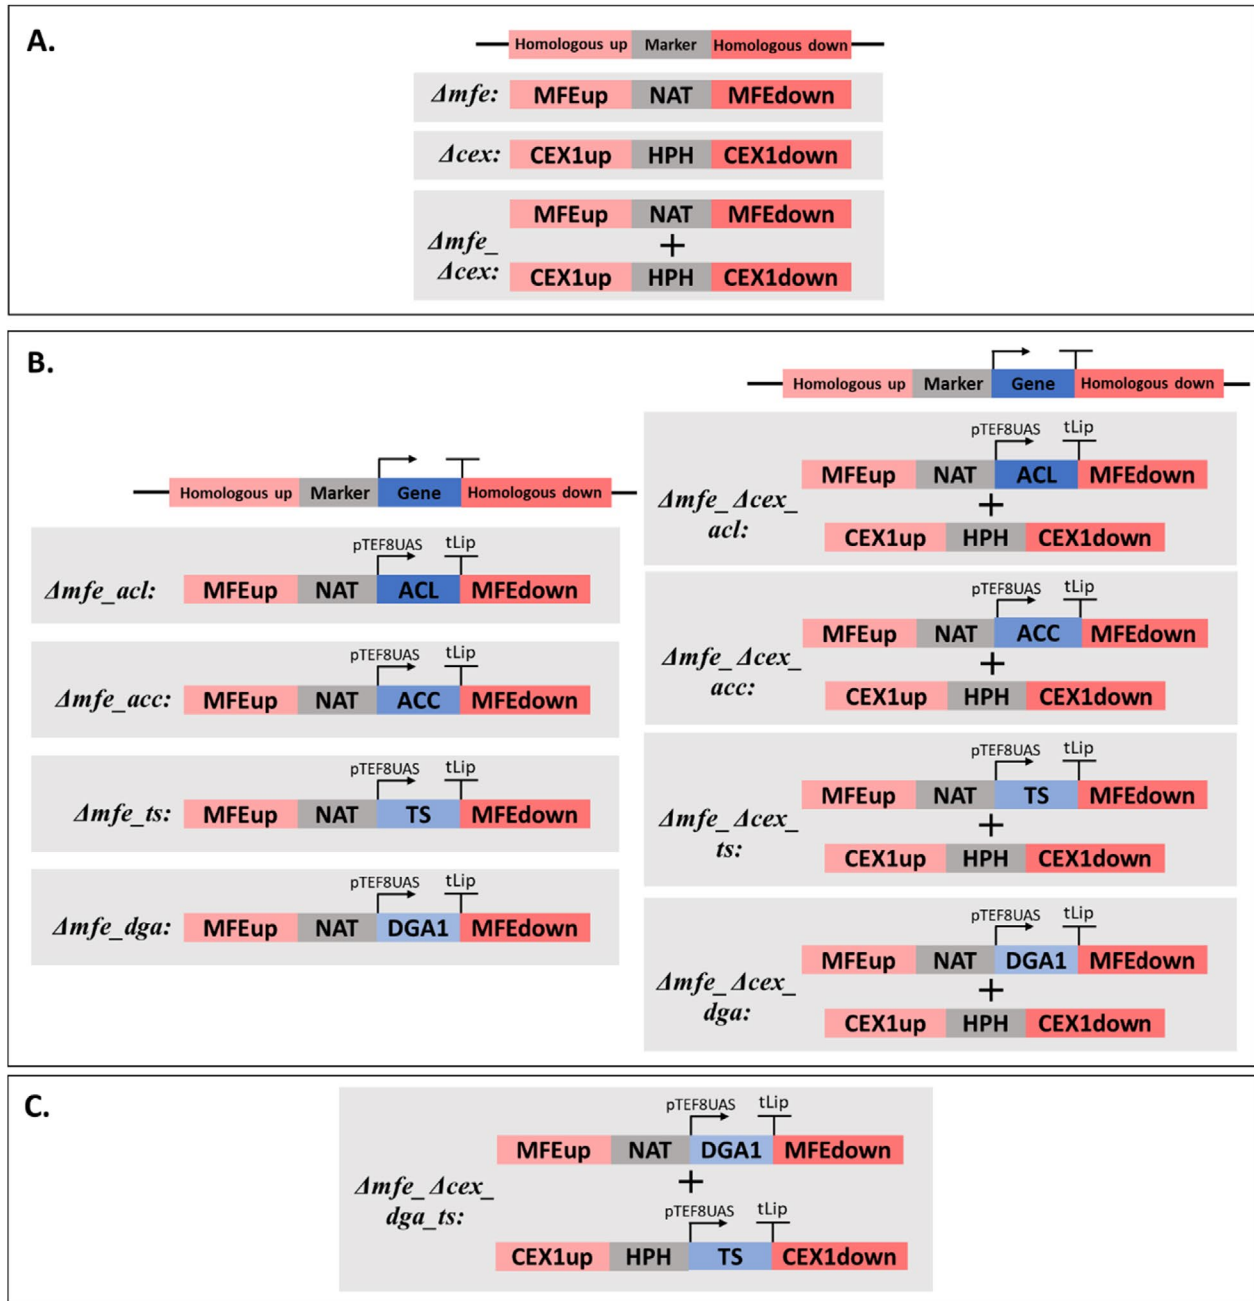 A.
Homologous up Marker Homologous down
Δmfe: MFEup NAT MFEdown
Δcex: CEX1up HPH CEX1down
MFEup NAT MFEdown
Δmfe_
+
Δcex:
CEX1up HPH CEX1down
B.
Homologous up Marker Gene Homologous down
pTEF8UAS tLip
Δmfe_acl: MFEup NAT ACL MFEdown
pTEF8UAS tLip
Δmfe_acc: MFEup NAT ACC MFEdown
pTEF8UAS tLip
Δmfe_ts: MFEup NAT TS MFEdown
pTEF8UAS tLip
Δmfe_dga: MFEup NAT DGA1 MFEdown
Homologous up Marker Gene Homologous down
pTEF8UAS tLip
MFEup NAT ACL MFEdown
Δmfe_Δcex_
+
acl:
CEX1up HPH CEX1down
pTEF8UAS tLip
MFEup NAT ACC MFEdown
Δmfe_Δcex_
+
acc:
CEX1up HPH CEX1down
pTEF8UAS tLip
MFEup NAT TS MFEdown
Δmfe_Δcex_
+
ts:
CEX1up HPH CEX1down
pTEF8UAS tLip
MFEup NAT DGA1 MFEdown
Δmfe_Δcex_
+
dga:
CEX1up HPH CEX1down
C.
pTEF8UAS tLip
MFEup NAT DGA1 MFEdown
Δmfe_Δcex_
+
dga_ts:
pTEF8UAS tLip
CEX1up HPH TS CEX1down